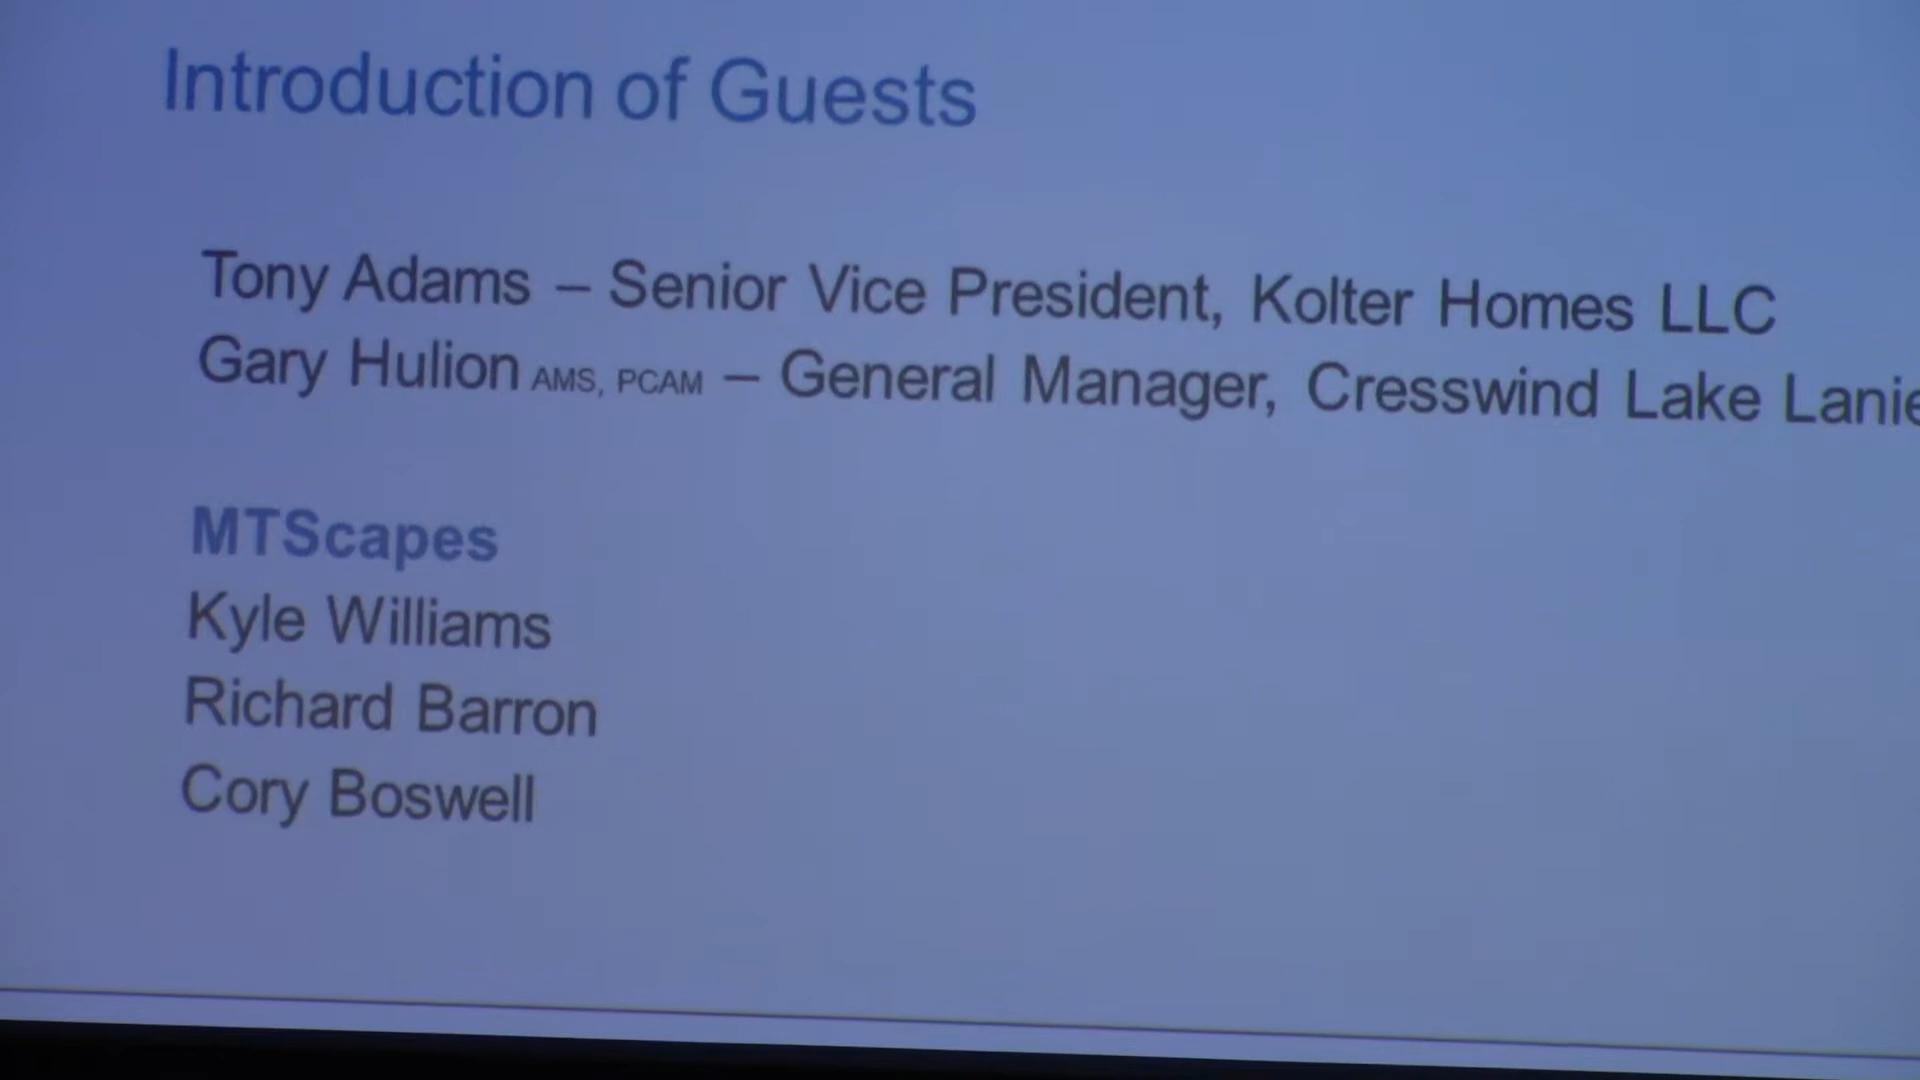 Introduction of Guests
Tony Adams – Senior Vice President, Kolter Homes LLC
Gary Hulion AMS, PCAM – General Manager, Cresswind Lake
MTScapes
Kyle Williams
Richard Barron
Cory Boswell